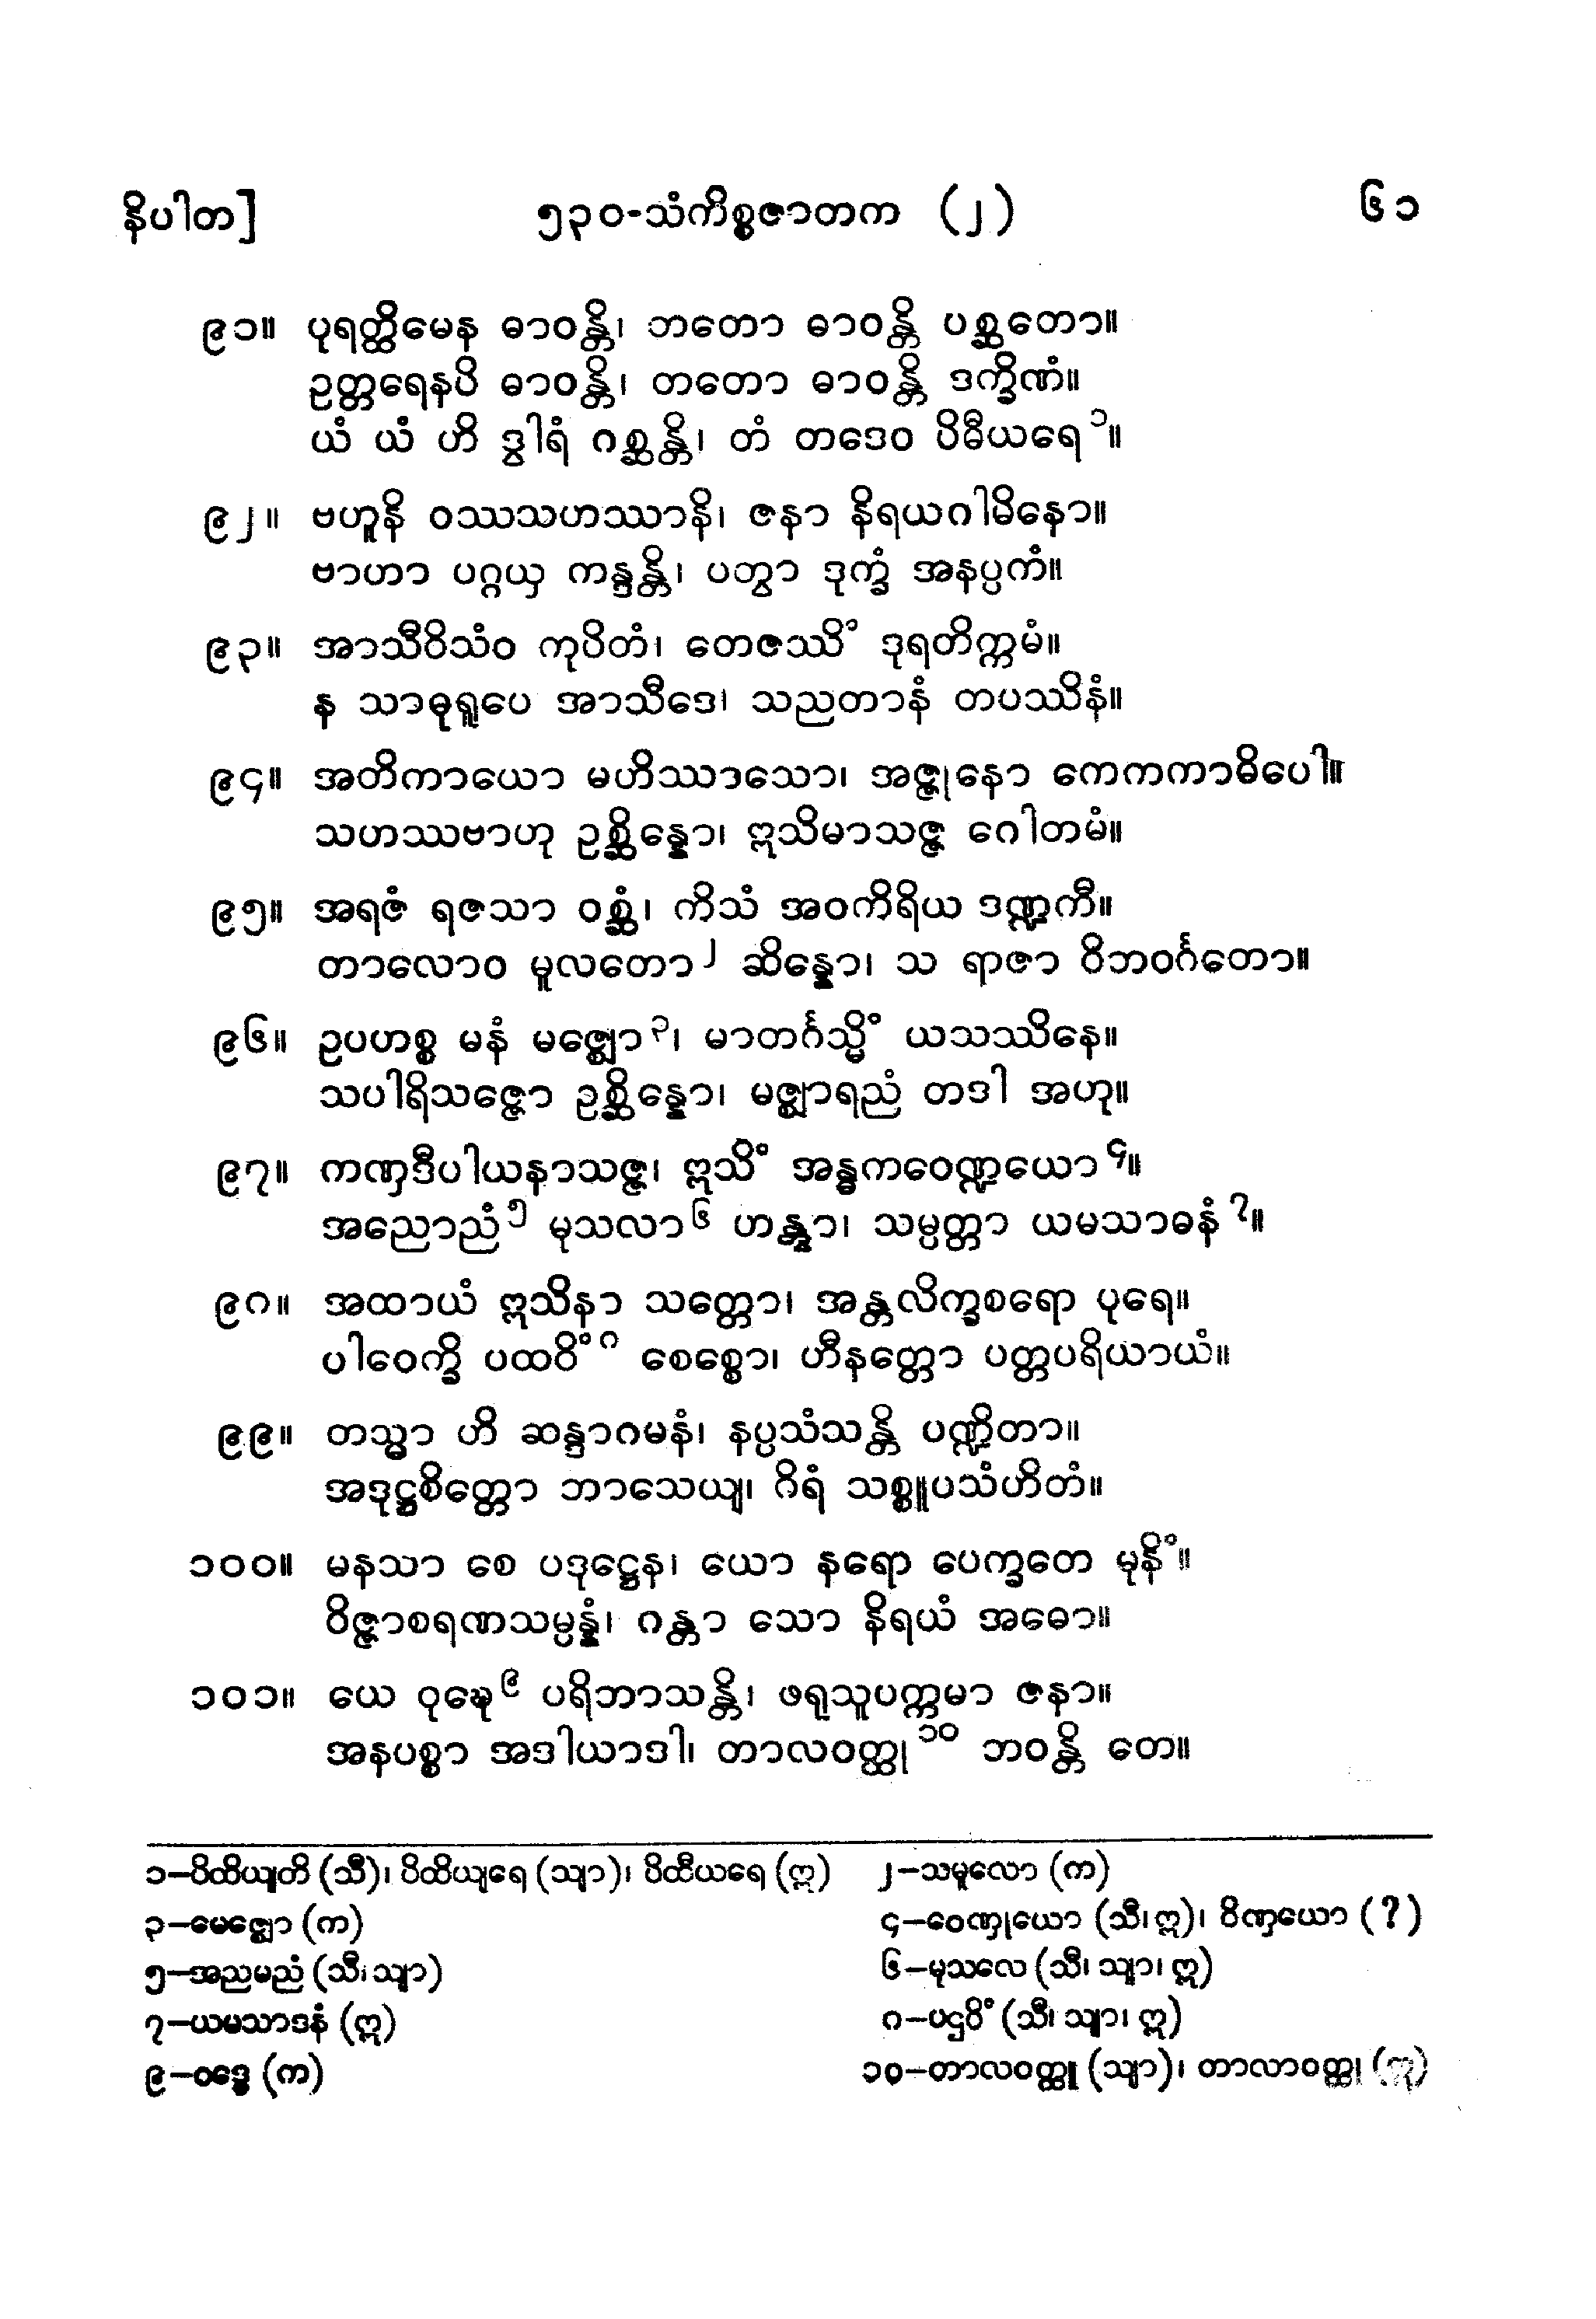 နိပါတ]	၅၃၀-သံကိစ္စဇာတက (၂)	၆၁
၉၁။ ပုရတ္ထိမေန ဓာဝန္တိ၊ ဘတော ဓာဝန္တိ ပစ္ဆတော။
ဥတ္တရေနပိ ဓာဝန္တိ၊ တတော ဓာဝန္တိ ဒက္ခိဏံ။
ယံ ယံ ဟိ ဒွါရံ ဂစ္ဆန္တိ၊ တံ တဒေဝ ပိဓီယရေ၁။
၉၂။ ဗဟူနိ ဝဿသဟဿာနိ၊ ဇနာ နိရယဂါမိနော။
ဗာဟာ ပဂ္ဂယှ ကန္ဒန္တိ၊ ပတွာ ဒုက္ခံ အနပ္ပကံ။
၉၃။ အာသီဝိသံဝ ကုပိတံ၊ တေဇဿိံ ဒုရတိက္ကမံ။
န သာဓုရူပေ အာသီဒေ၊ သညတာနံ တပဿိနံ။
၉၄။ အတိကာယော မဟိဿာသော၊ အဇ္ဇုနော ကေကကာဓိပေါ။
သဟဿဗာဟု ဥစ္ဆိန္နော၊ ဣသိမာသဇ္ဇ ဂေါတမံ။
၉၅။ အရဇံ ရဇသာ ဝစ္ဆံ၊ ကိသံ အဝကိရိယ ဒဏ္ဍကီ။
တာလောဝ မူလတော၂ ဆိန္နော၊ သ ရာဇာ ဝိဘဝင်္ဂတော။
၉၆။ ဥပဟစ္စ မနံ မဇ္ဈော၃၊ မာတင်္ဂသ္မိံ ယသဿိနေ။
သပါရိသဇ္ဇော ဥစ္ဆိန္နော၊ မဇ္ဈာရညံ တဒါ အဟု။
၉၇။ ကဏှဒီပါယနာသဇ္ဇ၊ ဣသိံ အန္ဓကဝေဏ္ဍယော၄။
အညောညံ၅ မုသလာ၆ ဟန္တွာ၊ သမ္ပတ္တာ ယမသာဓနံ၇။
၉၈။ အထာယံ ဣသိနာ သတ္တော၊ အန္တလိက္ခစရော ပုရေ။
ပါဝေက္ခိ ပထဝိံ၈ စေစ္စော၊ ဟီနတ္တော ပတ္တပရိယာယံ။
၉၉။ တသ္မာ ဟိ ဆန္ဒာဂမနံ၊ နပ္ပသံသန္တိ ပဏ္ဍိတာ။
အဒုဋ္ဌစိတ္တော ဘာသေယျ၊ ဂိရံ သစ္စူပသံဟိတံ။
၁၀၀။ မနသာ စေ ပဒုဋ္ဌေန၊ ယော နရော ပေက္ခတေ မုနိံ။
ဝိဇ္ဇာစရဏသမ္ပန္နံ၊ ဂန္တာ သော နိရယံ အဓော။
၁၀၁။ ယေ ဝုဍ္ဎေ၉ ပရိဘာသန္တိ၊ ဖရုသူပက္ကမာ ဇနာ။
အနပစ္စာ အဒါယာဒါ၊ တာလဝတ္ထု၁၀ ဘဝန္တိ တေ။
၁–ပိထိယျတိ (သီ)၊ ပိထိယျရေ (သျာ)၊ ပိထီယရေ (ဣ)	၂–သမူလော (က)
၃–မေဇ္ဈော (က)	၄–ဝေဏှုယော (သီ၊ ဣ)၊ ဝိဏှယော (?)
၅–အညမညံ (သီ၊ သျာ)	၆–မုသလေ (သီ၊ သျာ၊ ဣ)
၇–ယမသာဒနံ (ဣ)	၈–ပဌဝိံ (သီ၊ သျာ၊ ဣ)
၉–ဝဒ္ဓေ (က)	၁၀–တာလဝတ္ထူ (သျာ)၊ တာလာဝတ္ထု (ဣ)